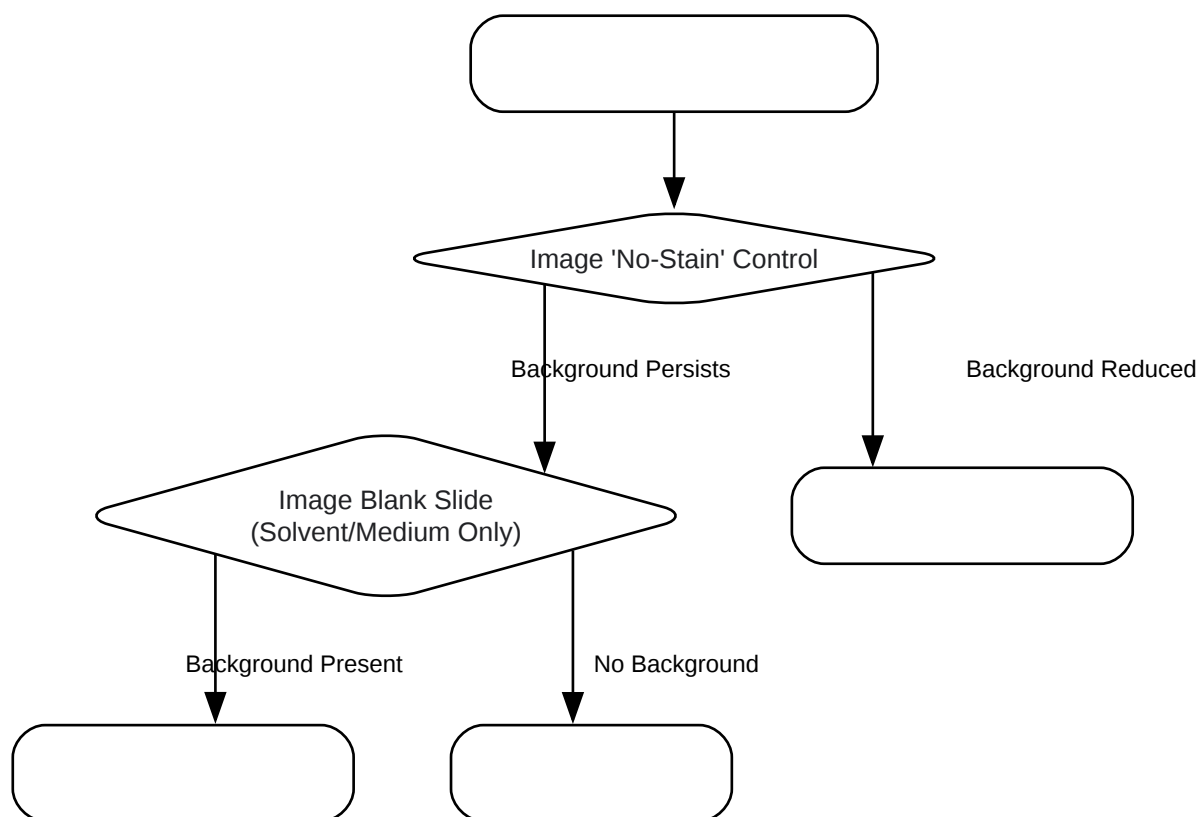 Image 'No-Stain' Control
Background Persists
Background Reduced
Image Blank Slide
(Solvent/Medium Only)
Background Present
No Background